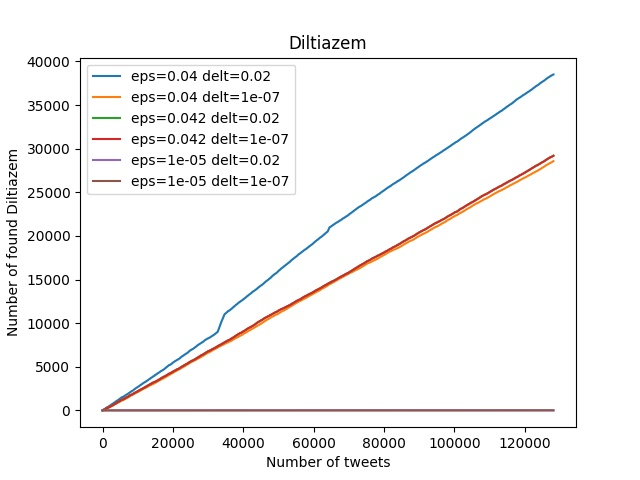 Diltiazem
eps=0.04 delt=0.02
eps=0.04 delt=1e-07
eps=0.042 delt=0.02
eps=0.042 delt=1e-07
eps=1e-05 delt=0.02
eps=1e-05 delt=1e-07
Number of found Diltiazem
40000
35000
30000
25000
20000
15000
10000
5000
0
0 20000 40000 60000 80000 100000 120000
Number of tweets